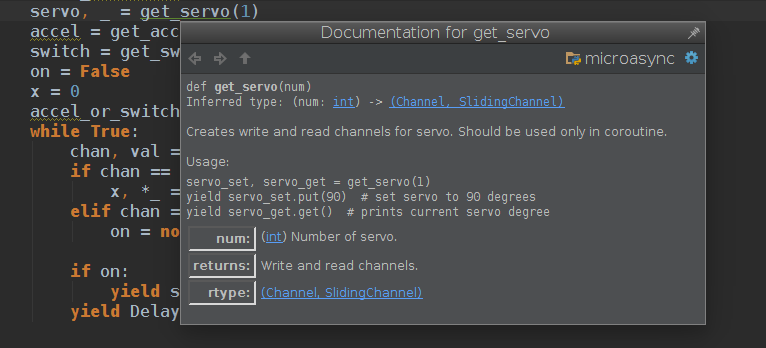 servo, _ = get_servo(1)
Documentation for get_servo
accel = get_acc
switch = get_sw
microasync
on = False
x = 0
accel_or_switch
while True:
chan, val =
if chan ==
x, *_ =
elif chan =
on = no
if on:
yield s
yield Delay
def get_servo(num)
Inferred type: (num: int) -> (Channel, SlidingChannel)
Creates write and read channels for servo. Should be used only in coroutine.
Usage:
servo_set, servo_get = get_servo(1)
yield servo_set.put(90)  # set servo to 90 degrees
yield servo_get.get()  # prints current servo degree
num: (int) Number of servo.
returns: Write and read channels.
rtype: (Channel, SlidingChannel)